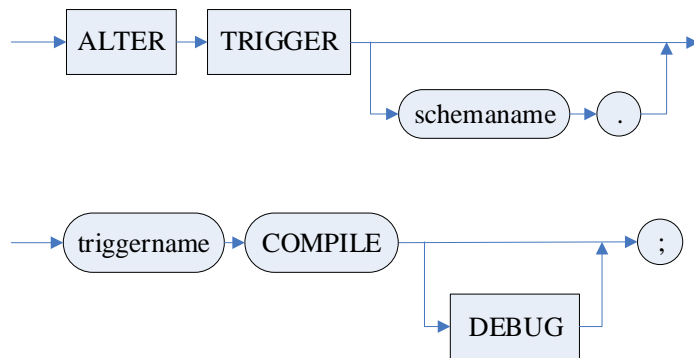 ALTER TRIGGER
schemaname .
triggername COMPILE ;
DEBUG